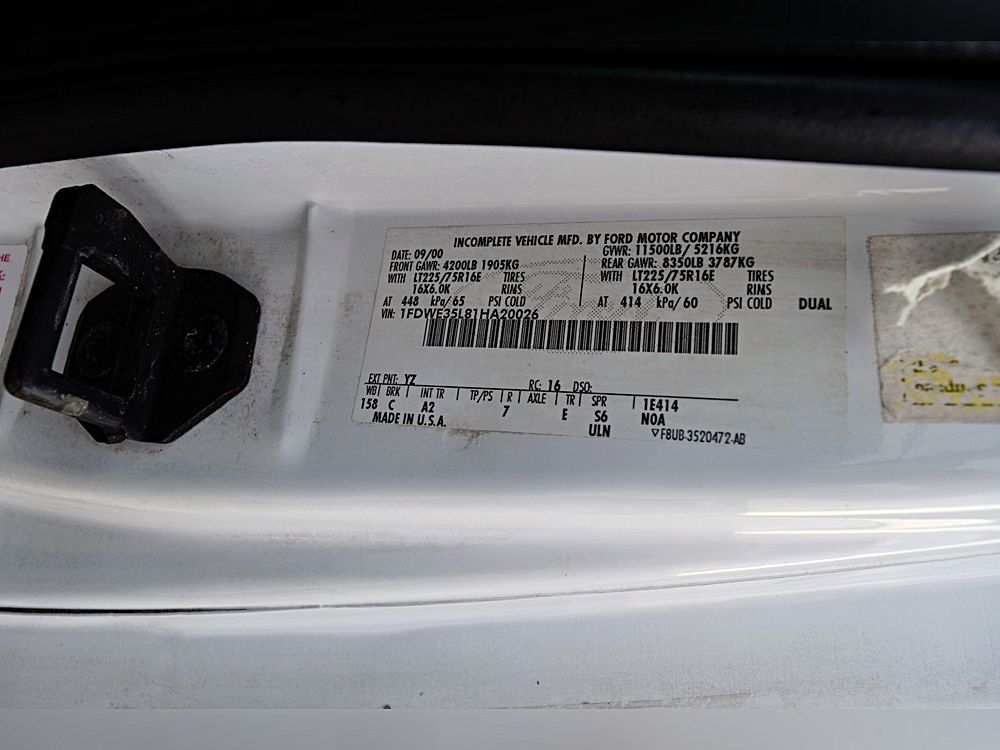 INCOMPLETE VEHICLE MFD. BY FORD MOTOR COMPANY
DATE: 09/00 GVWR: 11500LB/ 5216KG
FRONT GAWR: 4200LB 1905KG REAR GAWR: 8350LB 3787KG
WITH LT225/75R16E TIRES WITH LT225/75R16E TIRES
16X6.0K RINS 16X6.0K RINS
AT 448 kPa/65 PSI COLD AT 414 kPa/60 PSI COLD DUAL
VIN: 1FDWE35L81HA20026
EXT PNT: YZ RC: 16 DSO:
WB BRK INT TR TP/PS R AXLE TR SPR 1E414
158 C A2 7 E S6 N0A
MADE IN U.S.A. ULN ▽F8UB-3520472-AB
HE